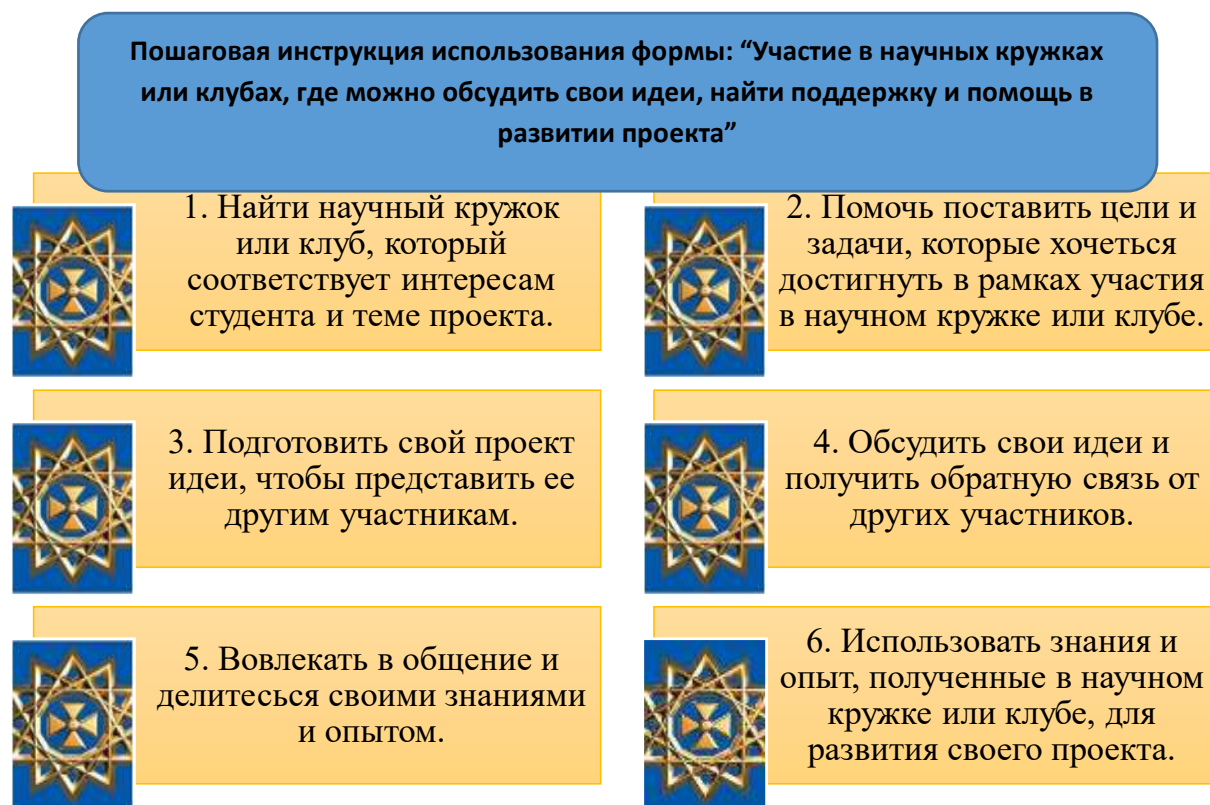 Пошаговая инструкция использования формы: “Участие в научных кружках
или клубах, где можно обсудить свои идеи, найти поддержку и помощь в
развитии проекта”
1. Найти научный кружок
или клуб, который
соответствует интересам
студента и теме проекта.
2. Помочь поставить цели и
задачи, которые хочеться
достигнуть в рамках участия
в научном кружке или клубе.
3. Подготовить свой проект
идеи, чтобы представить ее
другим участникам.
4. Обсудить свои идеи и
получить обратную связь от
других участников.
5. Вовлекать в общение и
делитесься своими знаниями
и опытом.
6. Использовать знания и
опыт, полученные в научном
кружке или клубе, для
развития своего проекта.